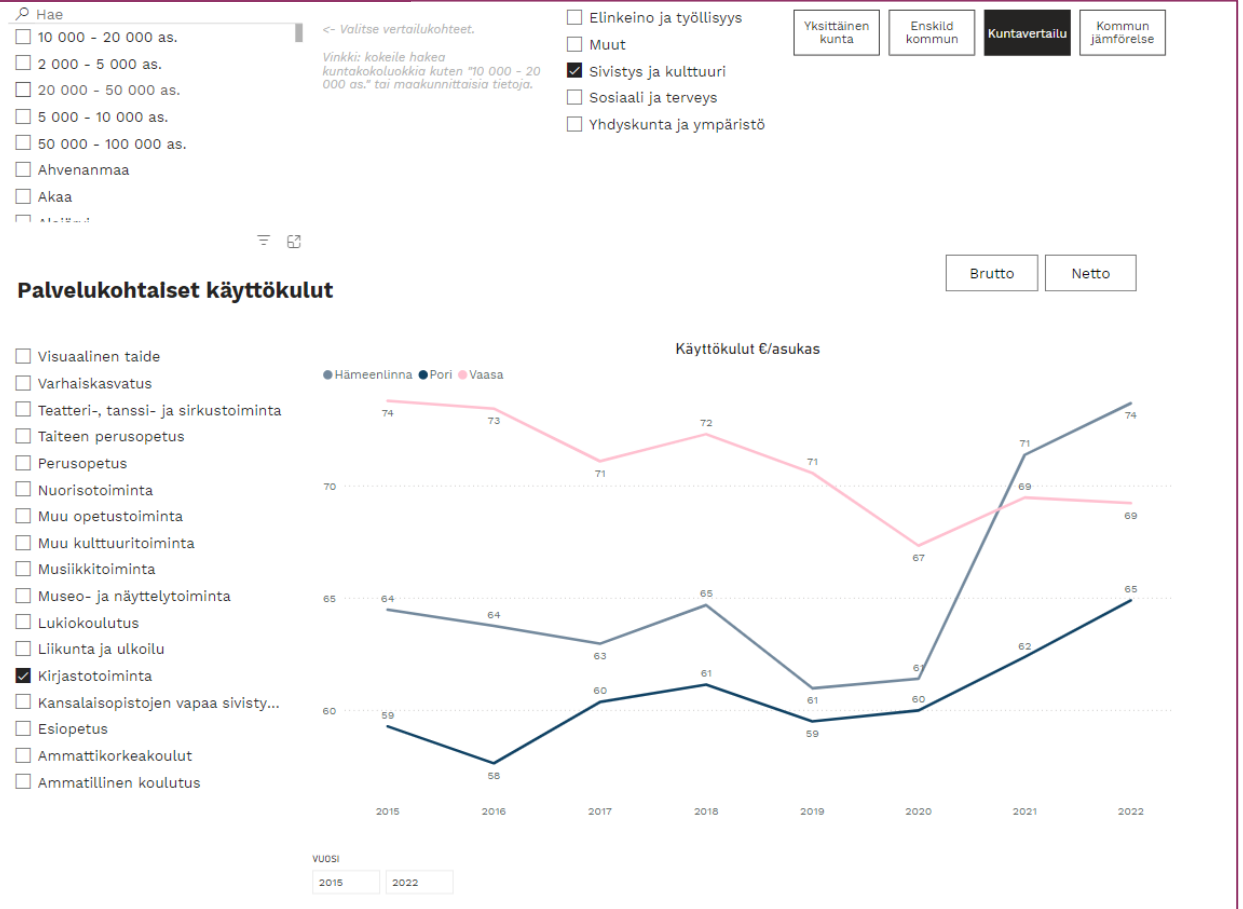 Hae
10 000 - 20 000 as.
2 000 - 5 000 as.
20 000 - 50 000 as.
5 000 - 10 000 as.
50 000 - 100 000 as.
Ahvenanmaa
Akaa
<- Valitse vertailukohteet.
Vinkki: kokeile hakea
kuntakokoluokkia kuten "10 000 - 20
000 as." tai maakunnittaisia tietoja.
Elinkeino ja työllisyys
Muut
Sivistys ja kulttuuri
Sosiaali ja terveys
Yhdyskunta ja ympäristö
Yksittäinen
kunta
Enskild
kommun
Kuntavertailu
Kommun
jämförelse
Palvelukohtaiset käyttökulut
Brutto
Netto
Visuaalinen taide
Varhaiskasvatus
Teatteri-, tanssi- ja sirkustoiminta
Taiteen perusopetus
Perusopetus
Nuorisotoiminta
Muu opetustoiminta
Muu kulttuuritoiminta
Musiikkitoiminta
Museo- ja näyttelytoiminta
Lukiokoulutus
Liikunta ja ulkoilu
Kirjastotoiminta
Kansalaisopistojen vapaa sivisty...
Esiopetus
Ammattikorkeakoulut
Ammatillinen koulutus
Käyttökulut €/asukas
Hämeenlinna Pori Vaasa
74 73 71 72 71 67 69 69
64 64 63 65 61 61 71 74
59 58 60 61 59 60 62 65
70
65
60
2015 2016 2017 2018 2019 2020 2021 2022
VUOSI
2015 2022